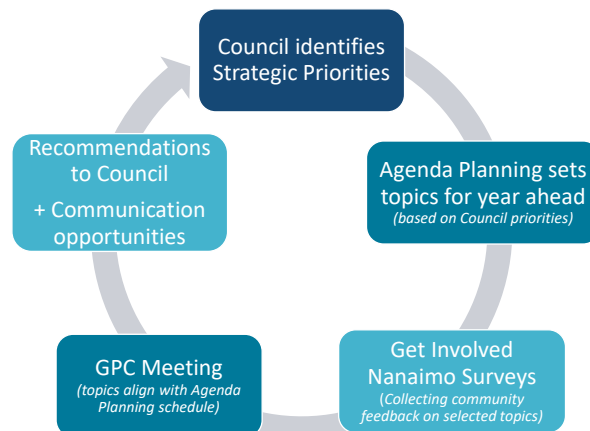 Council identifies
Strategic Priorities
Agenda Planning sets
topics for year ahead
(based on Council priorities)
Get Involved
Nanaimo Surveys
(Collecting community
feedback on selected topics)
GPC Meeting
(topics align with Agenda
Planning schedule)
Recommendations
to Council
+ Communication
opportunities